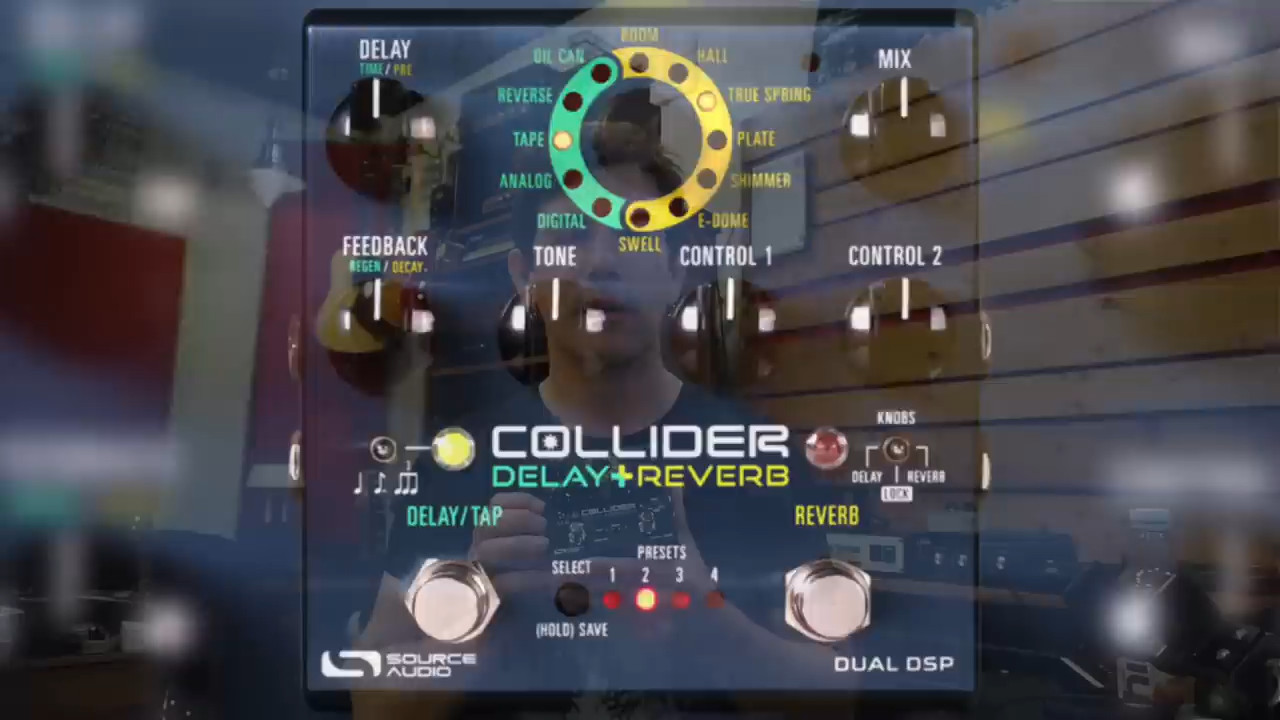 DELAY
TIME / PRE
MIX
ROOM
OIL CAN
HALL
REVERSE
TRUE SPRING
TAPE
PLATE
ANALOG
SHIMMER
DIGITAL
E-DOME
SWELL
FEEDBACK
REGEN / DECAY
TONE
CONTROL 1
CONTROL 2
COLLIDER
DELAY+REVERB
KNOBS
DELAY | REVERB
LOCK
DELAY/TAP
REVERB
COLLIDER
PRESETS
SELECT
1 2 3 4
(HOLD) SAVE
SOURCE
AUDIO
DUAL DSP